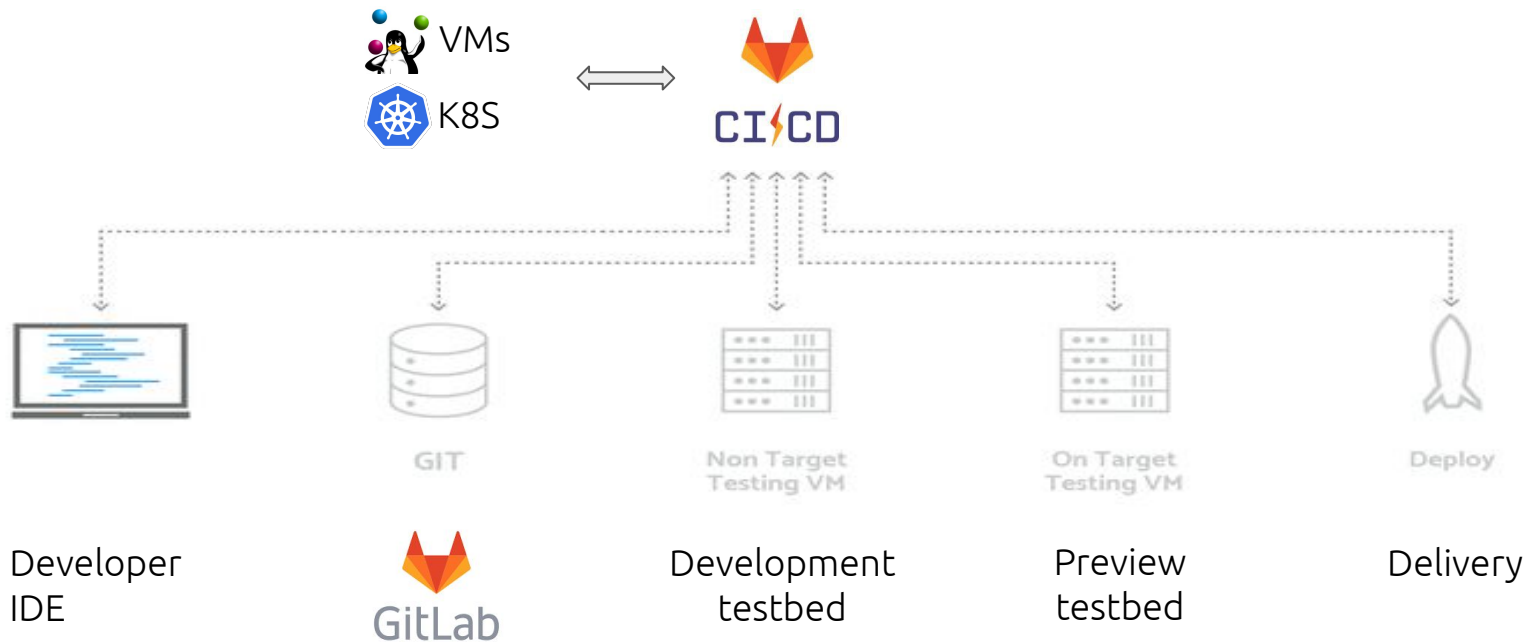 VMs
K8S
CI CD
GIT
Non Target
Testing VM
On Target
Testing VM
Deploy
Developer
IDE
GitLab
Development
testbed
Preview
testbed
Delivery